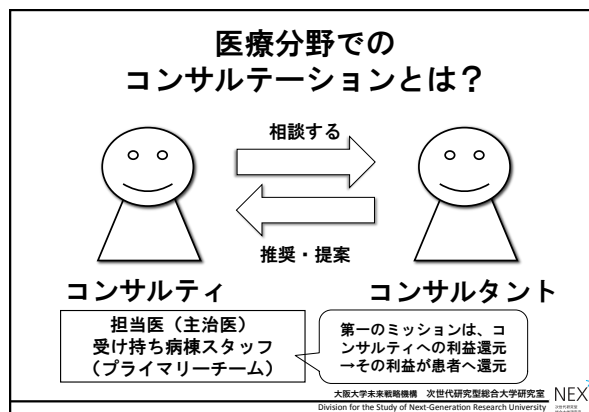 医療分野での
コンサルテーションとは？
相談する
推奨・提案
コンサルティ
コンサルタント
担当医（主治医）
受け持ち病棟スタッフ
（プライマリーチーム）
第一のミッションは、コ
ンサルティへの利益還元
→その利益が患者へ還元
大阪大学未来戦略機構 次世代研究型総合大学研究室
Division for the Study of Next-Generation Research University
NEX
次世代研究型